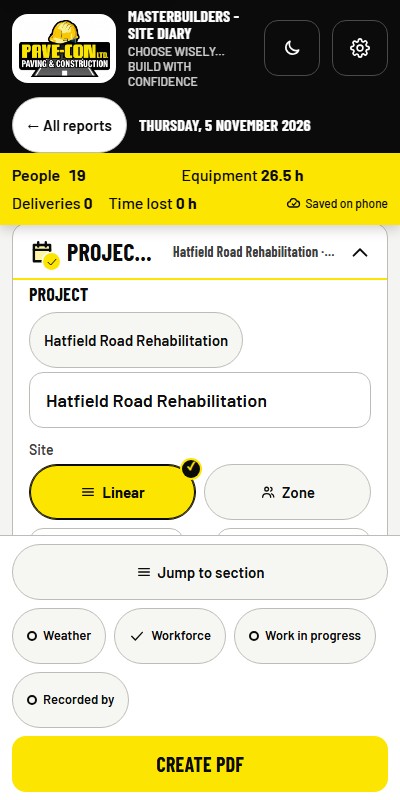 PAVE-CON LTD.
PAVING & CONSTRUCTION
MASTERBUILDERS -
SITE DIARY
CHOOSE WISELY...
BUILD WITH
CONFIDENCE
← All reports
THURSDAY, 5 NOVEMBER 2026
People 19
Equipment 26.5 h
Deliveries 0
Time lost 0 h
Saved on phone
PROJEC...
Hatfield Road Rehabilitation ·...
PROJECT
Hatfield Road Rehabilitation
Hatfield Road Rehabilitation
Site
Linear
Zone
Jump to section
Weather
Workforce
Work in progress
Recorded by
CREATE PDF